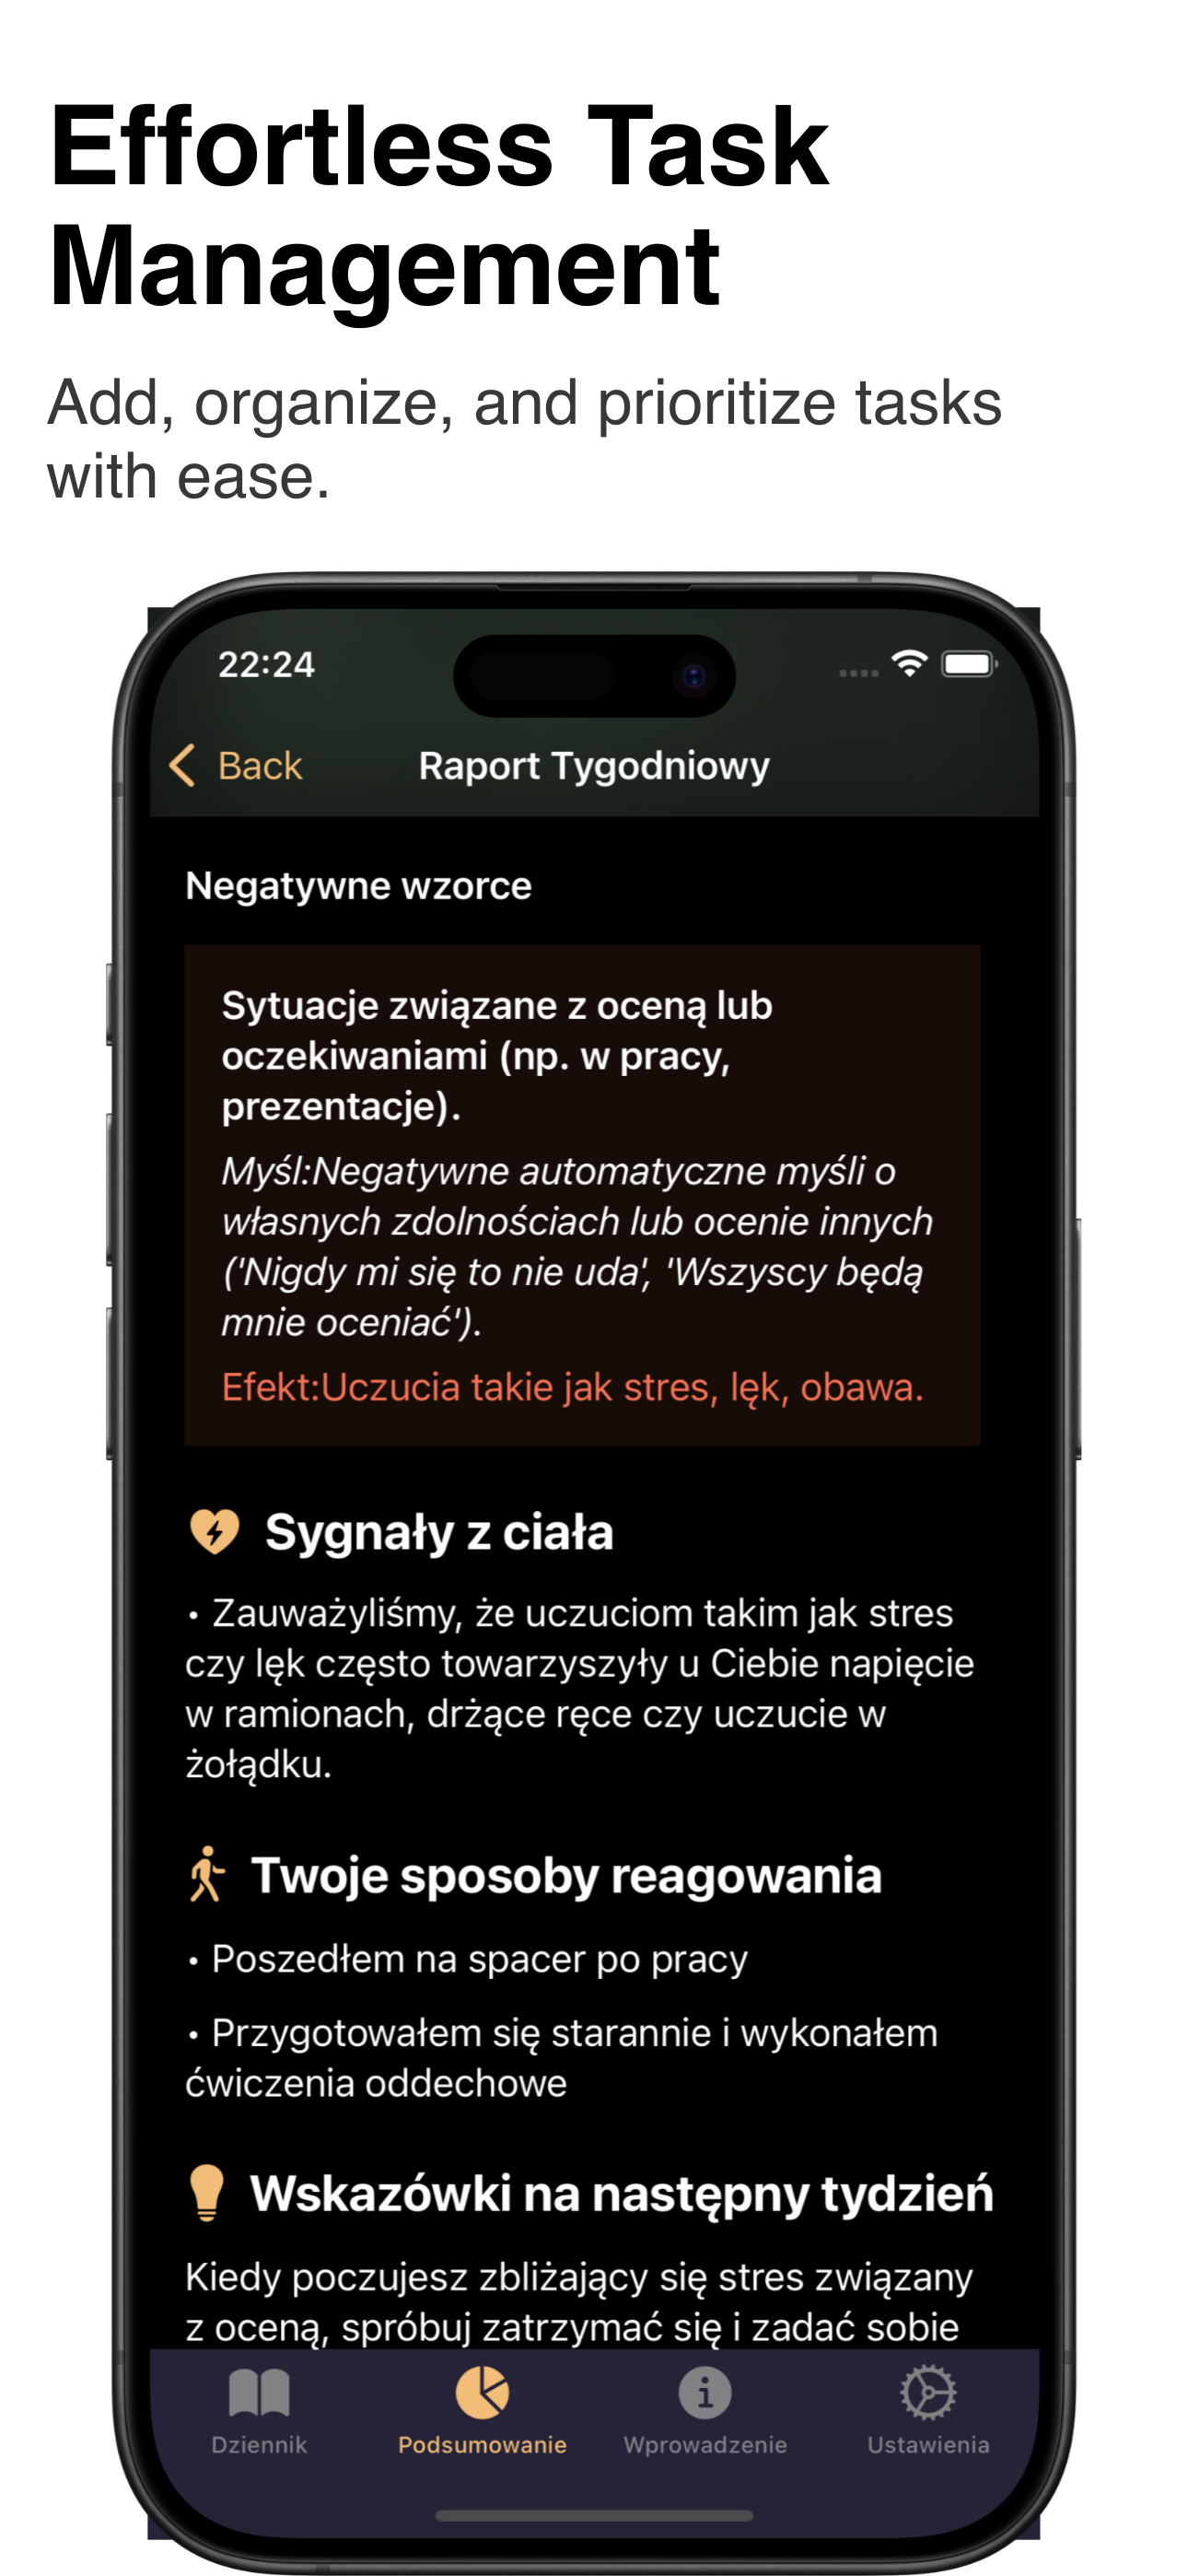 Effortless Task
Management
Add, organize, and prioritize tasks
with ease.
22:24
Back
Raport Tygodniowy
Negatywne wzorce
Sytuacje związane z oceną lub
oczekiwaniami (np. w pracy,
prezentacje).
Myśl:Negatywne automatyczne myśli o
własnych zdolnościach lub ocenie innych
('Nigdy mi się to nie uda', 'Wszyscy będą
mnie oceniać').
Efekt:Uczucia takie jak stres, lęk, obawa.
Sygnały z ciała
• Zauważyliśmy, że uczuciom takim jak stres
czy lęk często towarzyszyły u Ciebie napięcie
w ramionach, drżące ręce czy uczucie w
żołądku.
Twoje sposoby reagowania
• Poszedłem na spacer po pracy
• Przygotowałem się starannie i wykonałem
ćwiczenia oddechowe
Wskazówki na następny tydzień
Kiedy poczujesz zbliżający się stres związany
z oceną, spróbuj zatrzymać się i zadać sobie
Dziennik
Podsumowanie
Wprowadzenie
Ustawienia